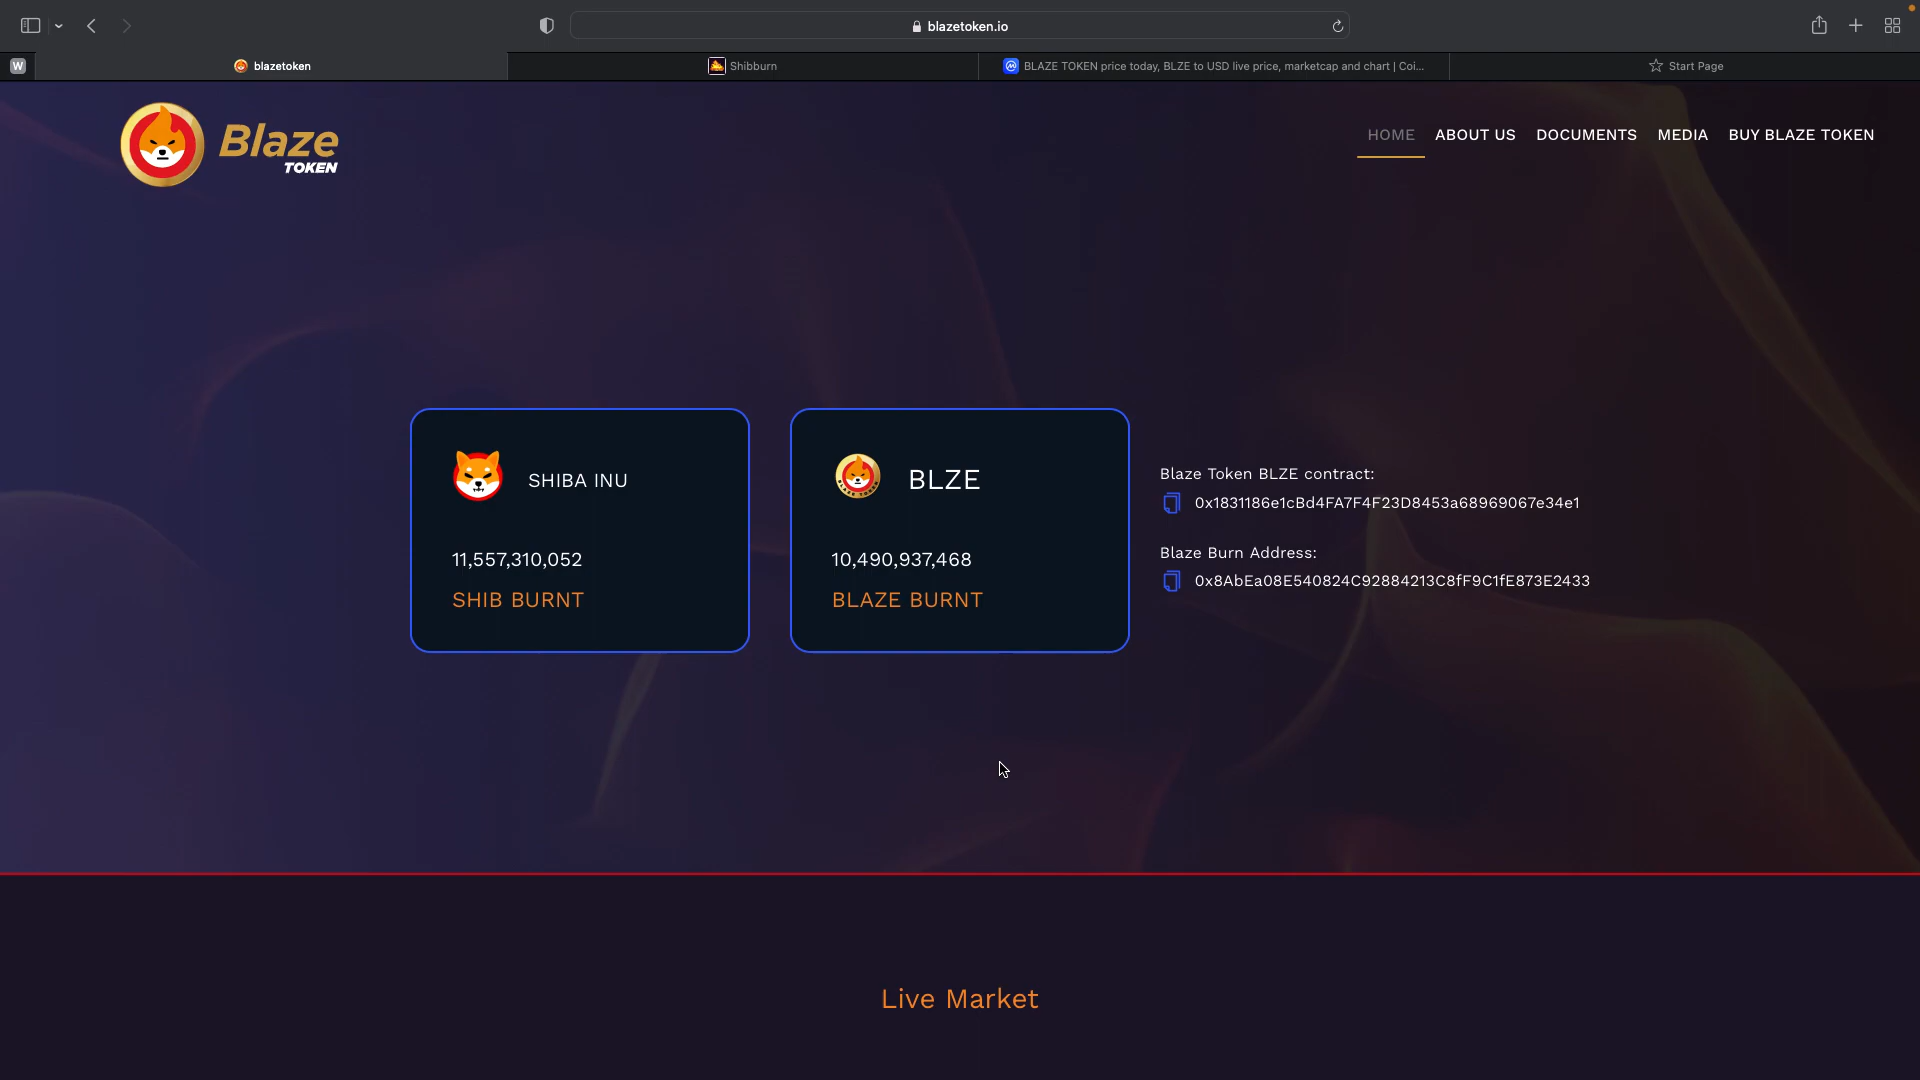 blazetoken.io
W
blazetoken
Shibburn
BLAZE TOKEN price today, BLZE to USD live price, marketcap and chart | Coi...
Start Page
Blaze
TOKEN
HOME
ABOUT US
DOCUMENTS
MEDIA
BUY BLAZE TOKEN
SHIBA INU
11,557,310,052
SHIB BURNT
BLZE
10,490,937,468
BLAZE BURNT
Blaze Token BLZE contract:
0x1831186e1cBd4FA7F4F23D8453a68969067e34e1
Blaze Burn Address:
0x8AbEa08E540824C92884213C8fF9C1fE873E2433
Live Market